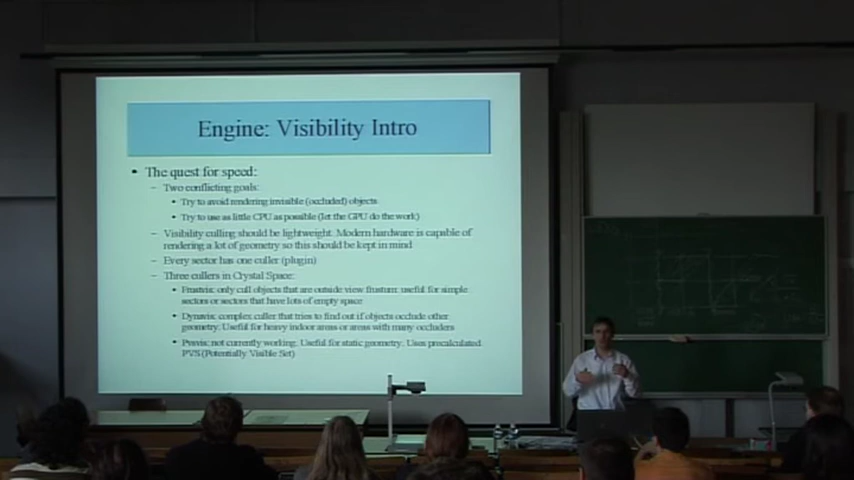 Engine: Visibility Intro
• The quest for speed:
– Two conflicting goals:
• Try to avoid rendering invisible (occluded) objects
• Try to use as little CPU as possible (let the GPU do the work)
– Visibility culling should be lightweight: Modern hardware is capable of
rendering a lot of geometry so this should be kept in mind
– Every sector has one culler (plugin)
– Three cullers in Crystal Space:
• Frustvis: only cull objects that are outside view frustum: useful for simple
sectors or sectors that have lots of empty space
• Dynavis: complex culler that tries to find out if objects occlude other
geometry. Useful for heavy indoor areas or areas with many occluders
• Pvsvis: not currently working. Useful for static geometry. Uses precalculated
PVS (Potentially Visible Set)